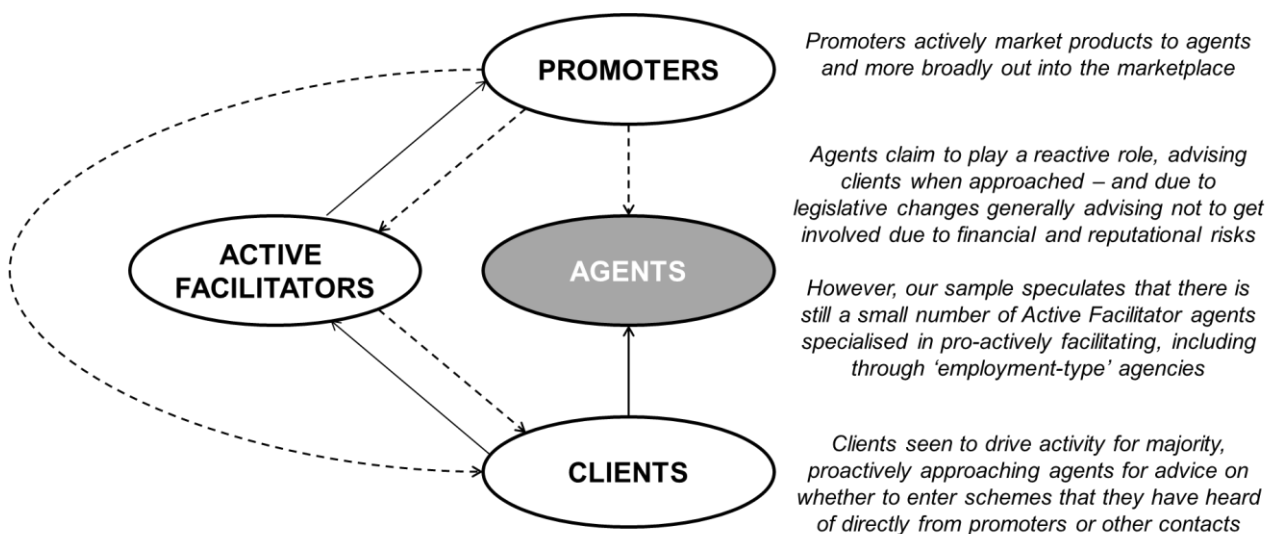 PROMOTERS
Promoters actively market products to agents
and more broadly out into the marketplace
Agents claim to play a reactive role, advising
clients when approached – and due to
legislative changes generally advising not to get
involved due to financial and reputational risks
ACTIVE
FACILITATORS
AGENTS
However, our sample speculates that there is
still a small number of Active Facilitator agents
specialised in pro-actively facilitating, including
through ‘employment-type’ agencies
CLIENTS
Clients seen to drive activity for majority,
proactively approaching agents for advice on
whether to enter schemes that they have heard
of directly from promoters or other contacts